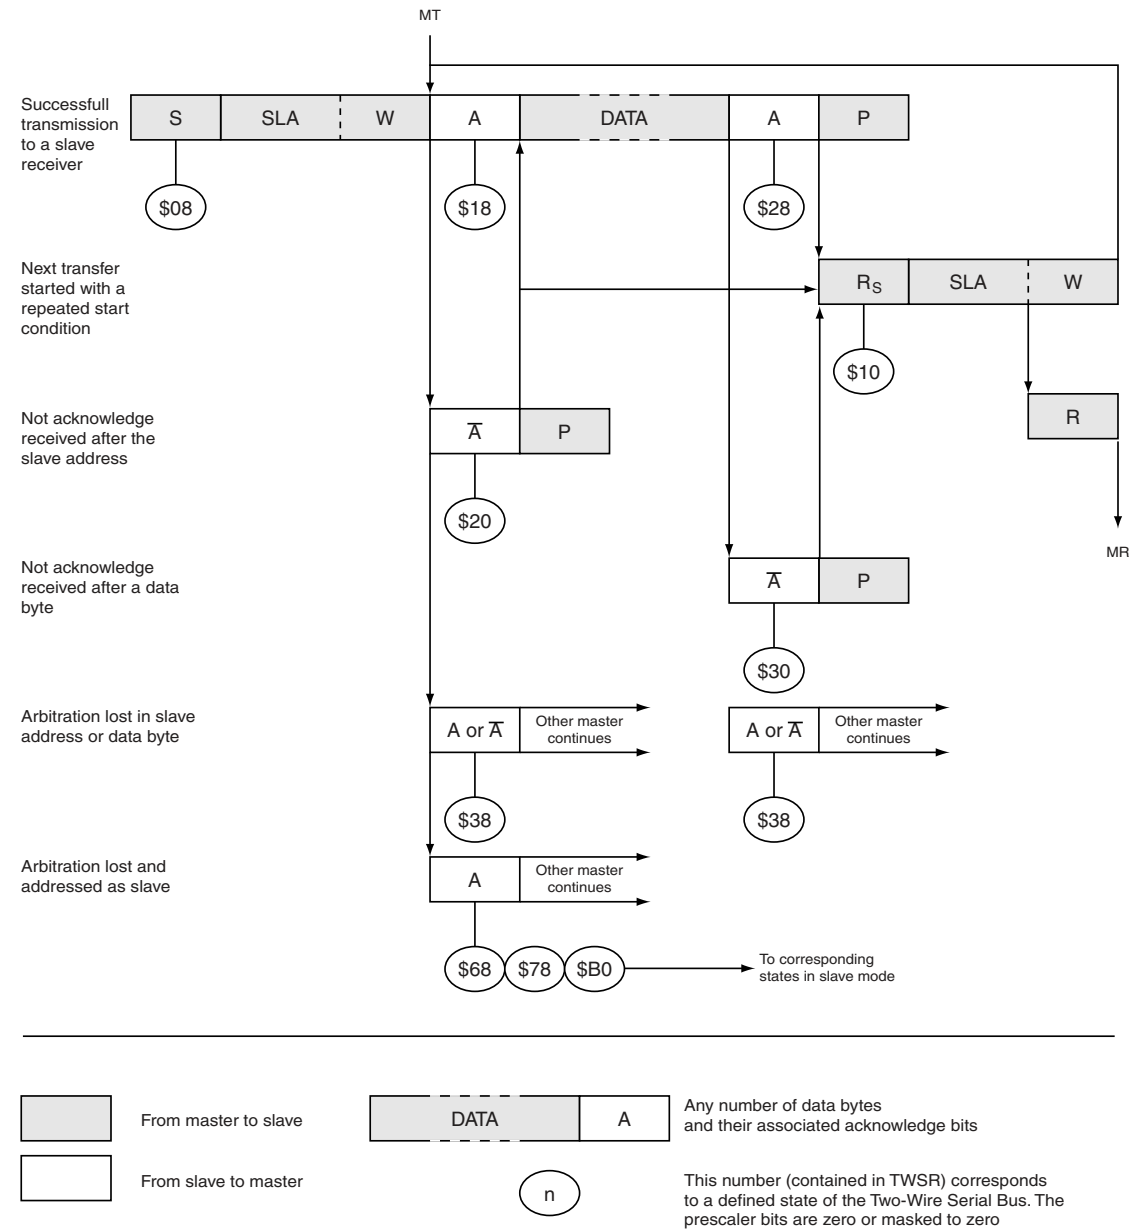 MT
Successfull
transmission
to a slave
receiver
S SLA W A DATA A P
$08 $18 $28
Next transfer
started with a
repeated start
condition
RS SLA W
$10
Not acknowledge
received after the
slave address
A̅ P
R
$20
MR
Not acknowledge
received after a data
byte
A̅ P
$30
Arbitration lost in slave
address or data byte
A or A̅ Other master
continues
A or A̅ Other master
continues
$38 $38
Arbitration lost and
addressed as slave
A Other master
continues
$68 $78 $B0
To corresponding
states in slave mode
From master to slave
DATA A
Any number of data bytes
and their associated acknowledge bits
From slave to master
n
This number (contained in TWSR) corresponds
to a defined state of the Two-Wire Serial Bus. The
prescaler bits are zero or masked to zero